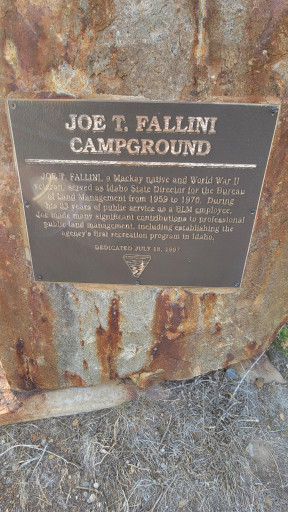 JOE T. FALLINI
CAMPGROUND
JOE T. FALLINI, a Mackay native and World War II
veteran, served as Idaho State Director for the Bureau
of Land Management from 1959 to 1970. During
his 33 years of public service as a BLM employee,
Joe made many significant contributions to professional
public land management, including establishing the
agency's first recreation program in Idaho.
DEDICATED JULY 19, 1997